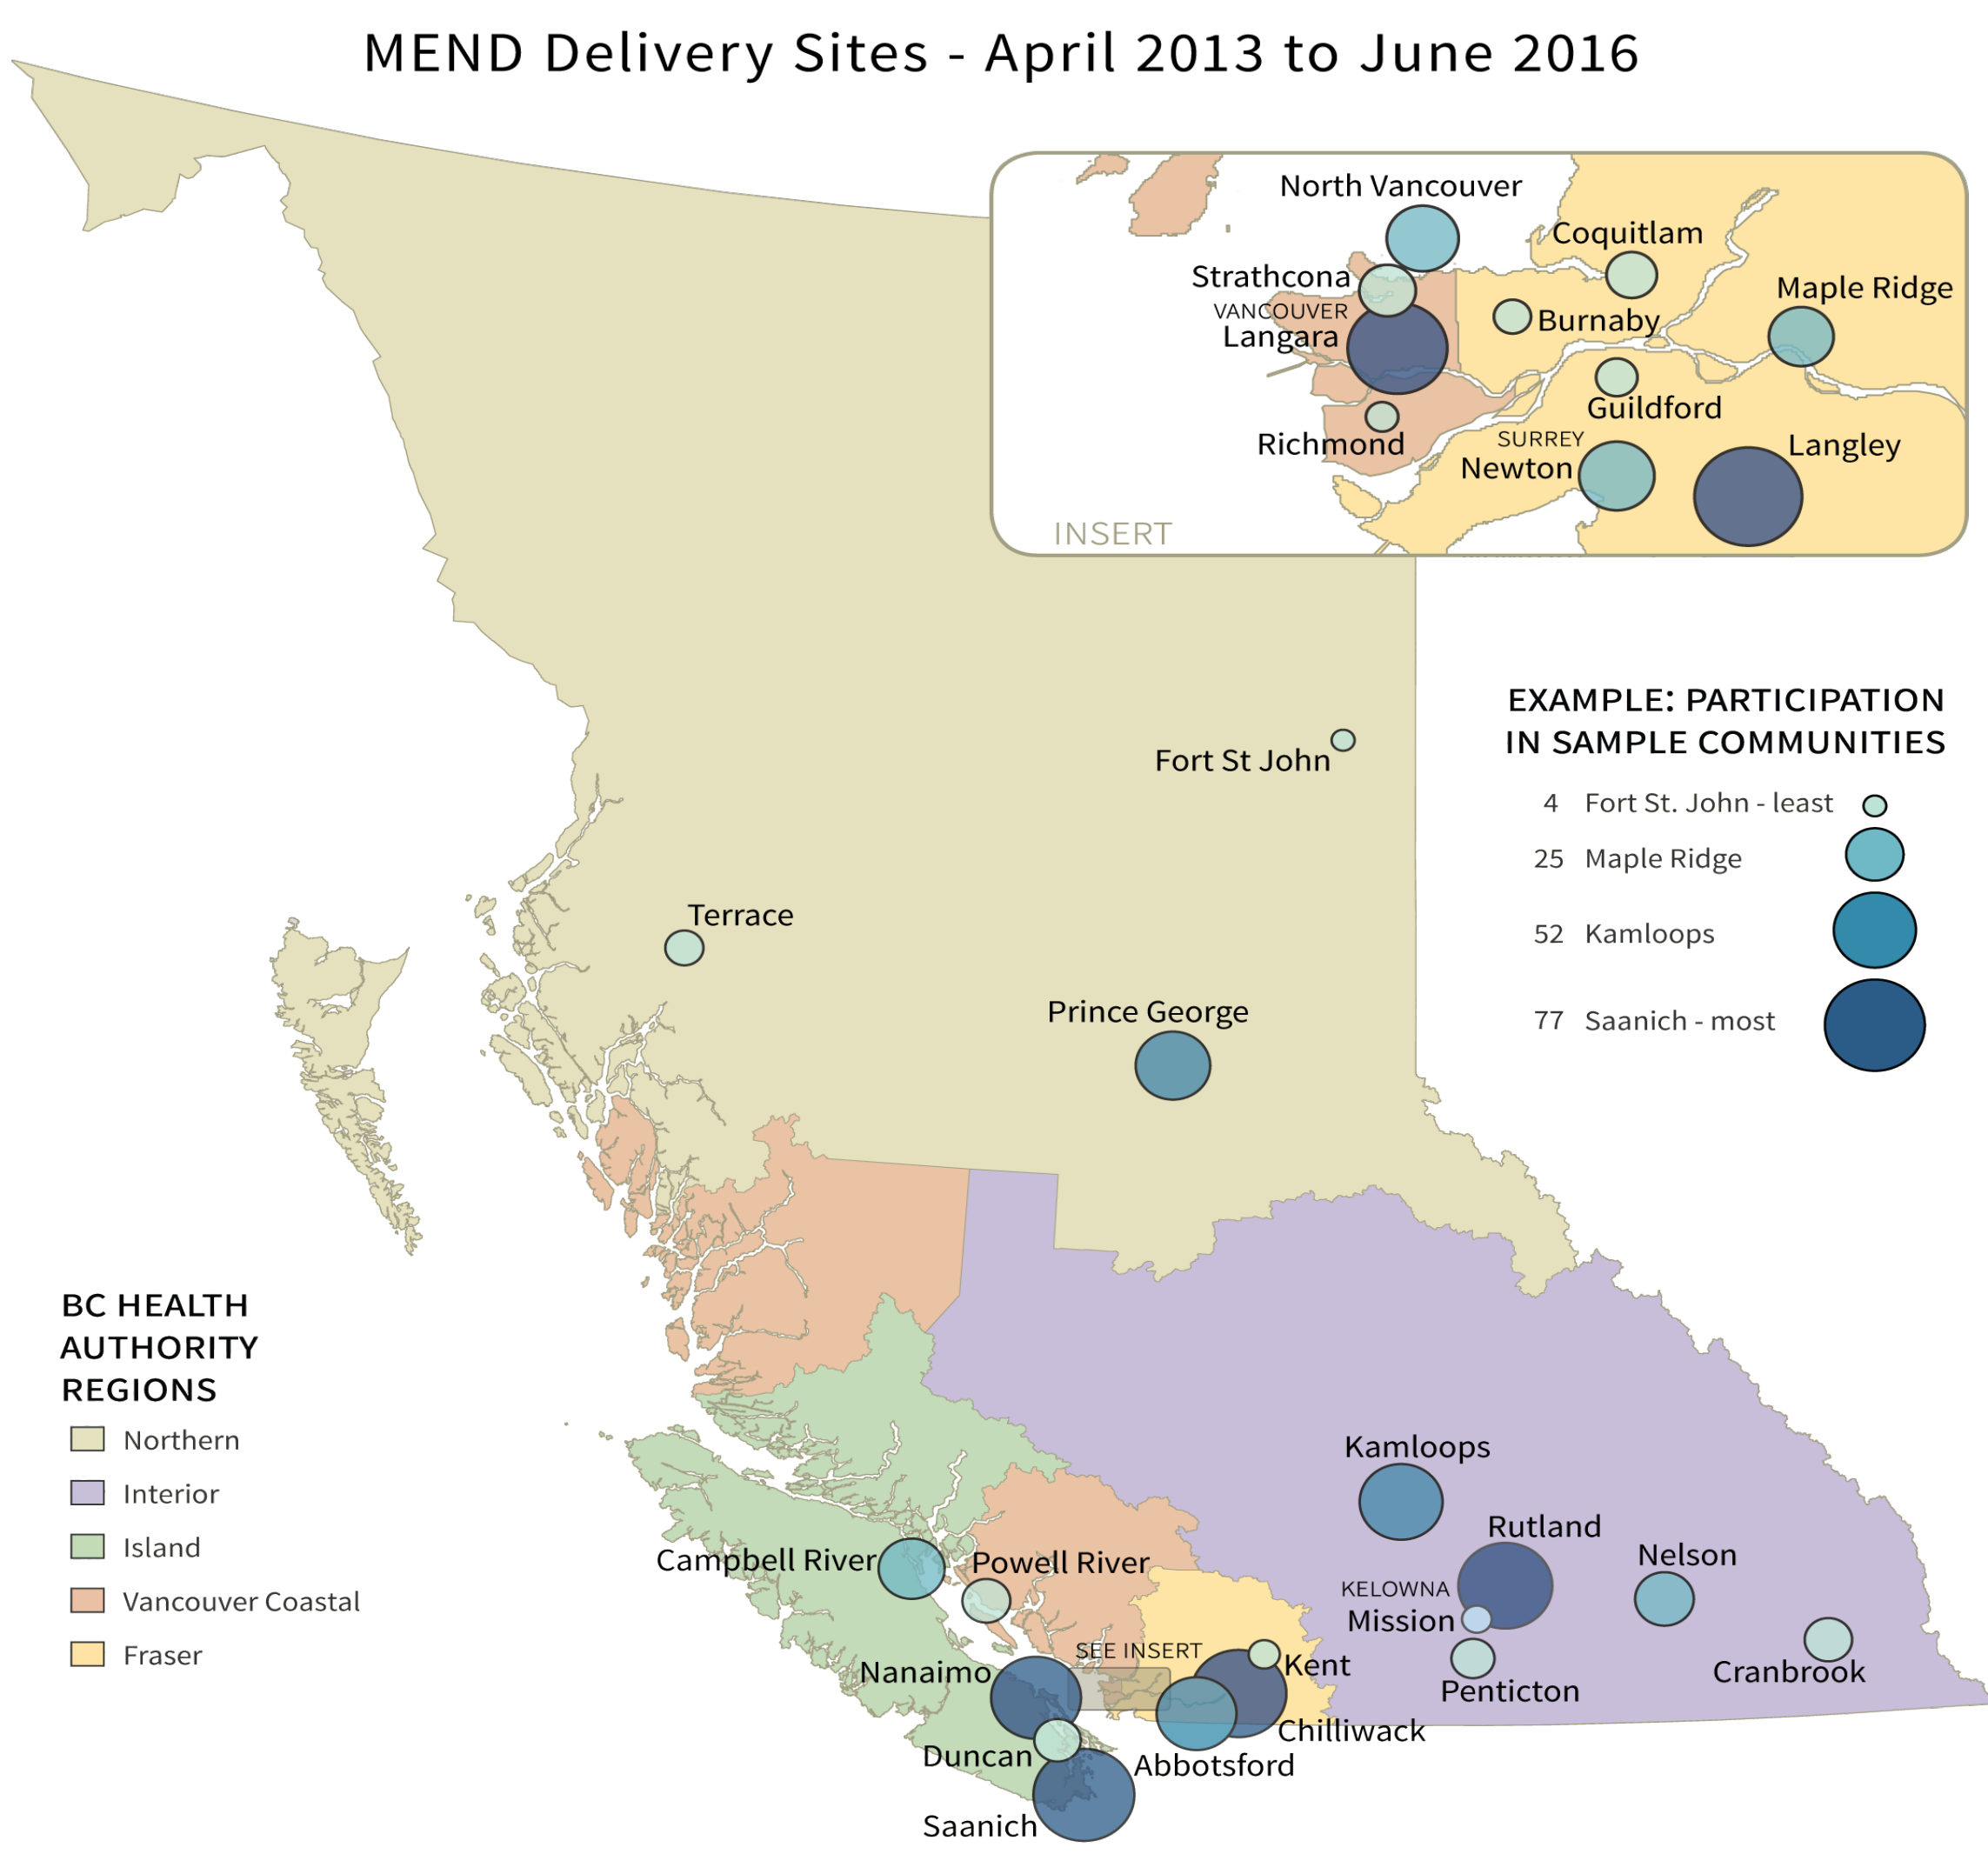 MEND Delivery Sites - April 2013 to June 2016
North Vancouver
Coquitlam
Strathcona
Maple Ridge
VANCOUVER
Burnaby
Langara
Guildford
Richmond
SURREY
Langley
Newton
INSERT
EXAMPLE: PARTICIPATION
IN SAMPLE COMMUNITIES
4 Fort St. John - least
25 Maple Ridge
52 Kamloops
77 Saanich - most
Fort St John
Terrace
Prince George
BC HEALTH
AUTHORITY
REGIONS
Northern
Interior
Island
Vancouver Coastal
Fraser
Kamloops
Rutland
Nelson
Campbell River
Powell River
KELOWNA
Mission
SEE INSERT
Nanaimo
Kent
Cranbrook
Penticton
Chilliwack
Duncan
Abbotsford
Saanich